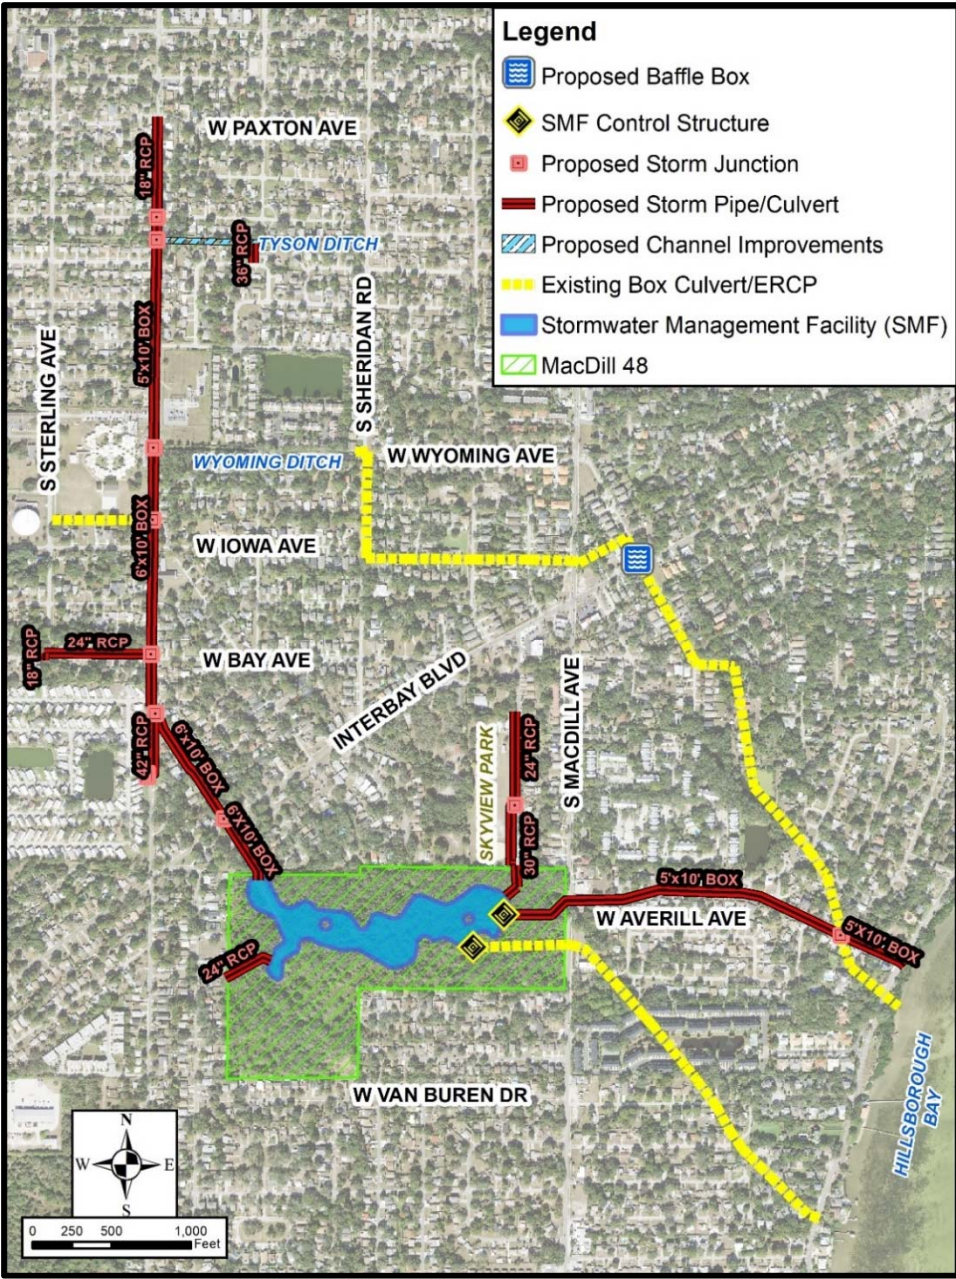 Legend
Proposed Baffle Box
SMF Control Structure
Proposed Storm Junction
Proposed Storm Pipe/Culvert
Proposed Channel Improvements
Existing Box Culvert/ERCP
Stormwater Management Facility (SMF)
MacDill 48
W PAXTON AVE
18" RCP
36" RCP
TYSON DITCH
S SHERIDAN RD
S STERLING AVE
5'x10' BOX
WYOMING DITCH
W WYOMING AVE
6'x10' BOX
W IOWA AVE
24" RCP
18" RCP
W BAY AVE
INTERBAY BLVD
S MACDILL AVE
42" RCP
6'x10' BOX
6'X10' BOX
SKYVIEW PARK
24" RCP
30" RCP
5'x10' BOX
W AVERILL AVE
5'X10' BOX
24" RCP
W VAN BUREN DR
HILLSBOROUGH
BAY
N
W E
S
0 250 500 1,000
Feet